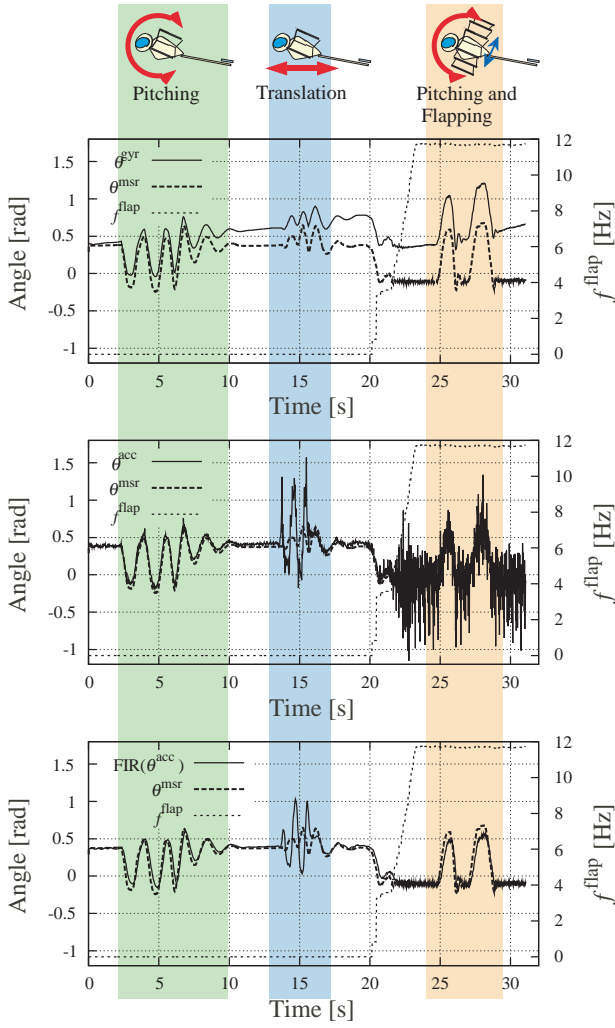 Pitching
Translation
Pitching and
Flapping
θ^gyr
θ^msr
f^flap
Angle [rad]
1.5
1
0.5
0
-0.5
-1
12
10
8
6
4
2
0
f^flap [Hz]
0 5 10 15 20 25 30
Time [s]
θ^acc
θ^msr
f^flap
Angle [rad]
1.5
1
0.5
0
-0.5
-1
12
10
8
6
4
2
0
f^flap [Hz]
0 5 10 15 20 25 30
Time [s]
FIR(θ^acc)
θ^msr
f^flap
Angle [rad]
1.5
1
0.5
0
-0.5
-1
12
10
8
6
4
2
0
f^flap [Hz]
0 5 10 15 20 25 30
Time [s]